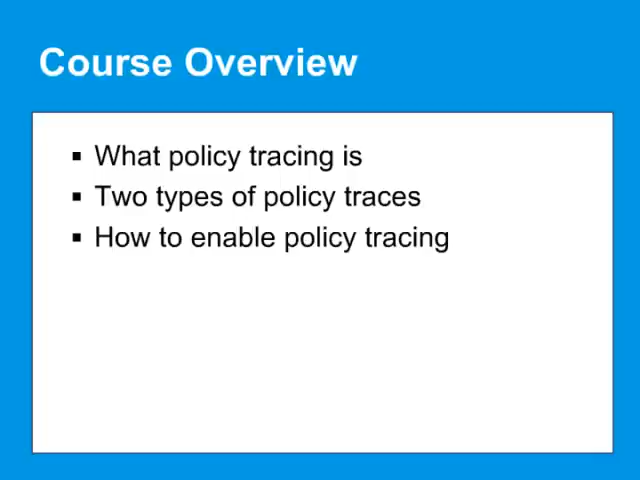 Course Overview
▪ What policy tracing is
▪ Two types of policy traces
▪ How to enable policy tracing